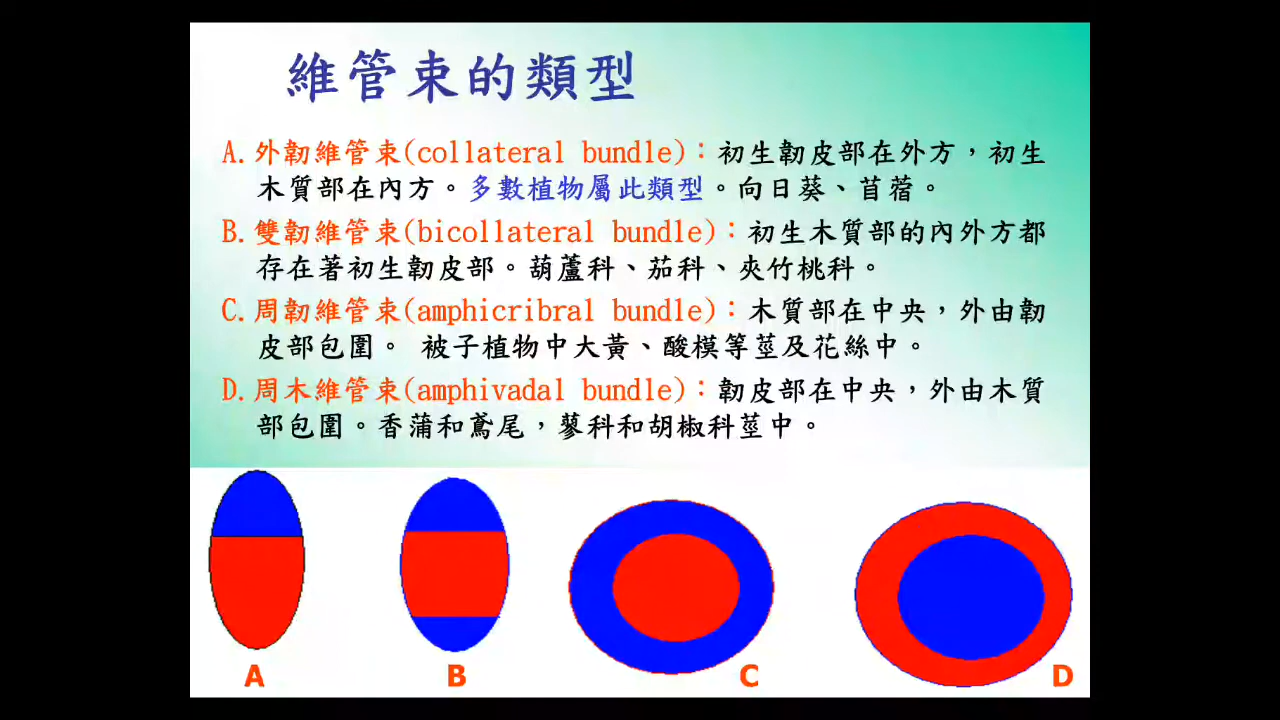 維管束的類型
A.外韌維管束(collateral bundle)：初生韌皮部在外方，初生
木質部在內方。多數植物屬此類型。向日葵、苜蓿。
B.雙韌維管束(bicollateral bundle)：初生木質部的內外方都
存在著初生韌皮部。葫蘆科、茄科、夾竹桃科。
C.周韌維管束(amphicribral bundle)：木質部在中央，外由韌
皮部包圍。 被子植物中大黃、酸模等莖及花絲中。
D.周木維管束(amphivadal bundle)：韌皮部在中央，外由木質
部包圍。香蒲和鳶尾，蓼科和胡椒科莖中。
A B C D